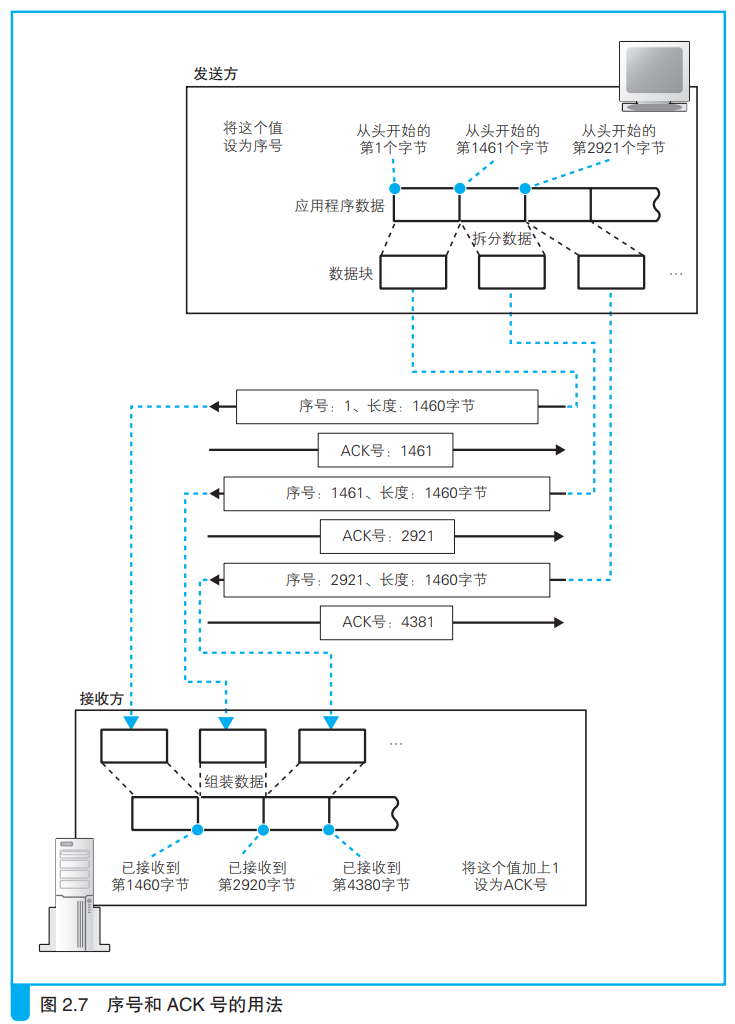 发送方
将这个值
设为序号
从头开始的
第1个字节
从头开始的
第1461个字节
从头开始的
第2921个字节
应用程序数据
拆分数据
数据块
…
序号：1、长度：1460字节
ACK号：1461
序号：1461、长度：1460字节
ACK号：2921
序号：2921、长度：1460字节
ACK号：4381
接收方
…
组装数据
已接收到
第1460字节
已接收到
第2920字节
已接收到
第4380字节
将这个值加上1
设为ACK号
图 2.7 序号和 ACK 号的用法